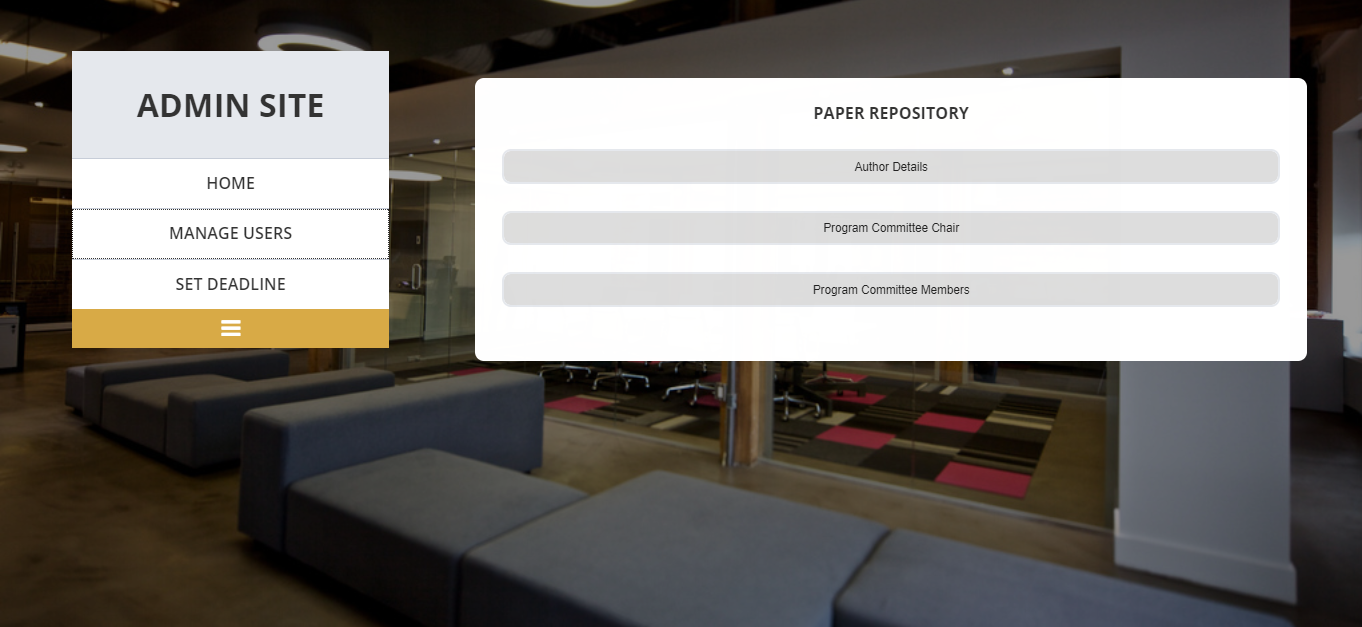 ADMIN SITE
HOME
MANAGE USERS
SET DEADLINE
PAPER REPOSITORY
Author Details
Program Committee Chair
Program Committee Members